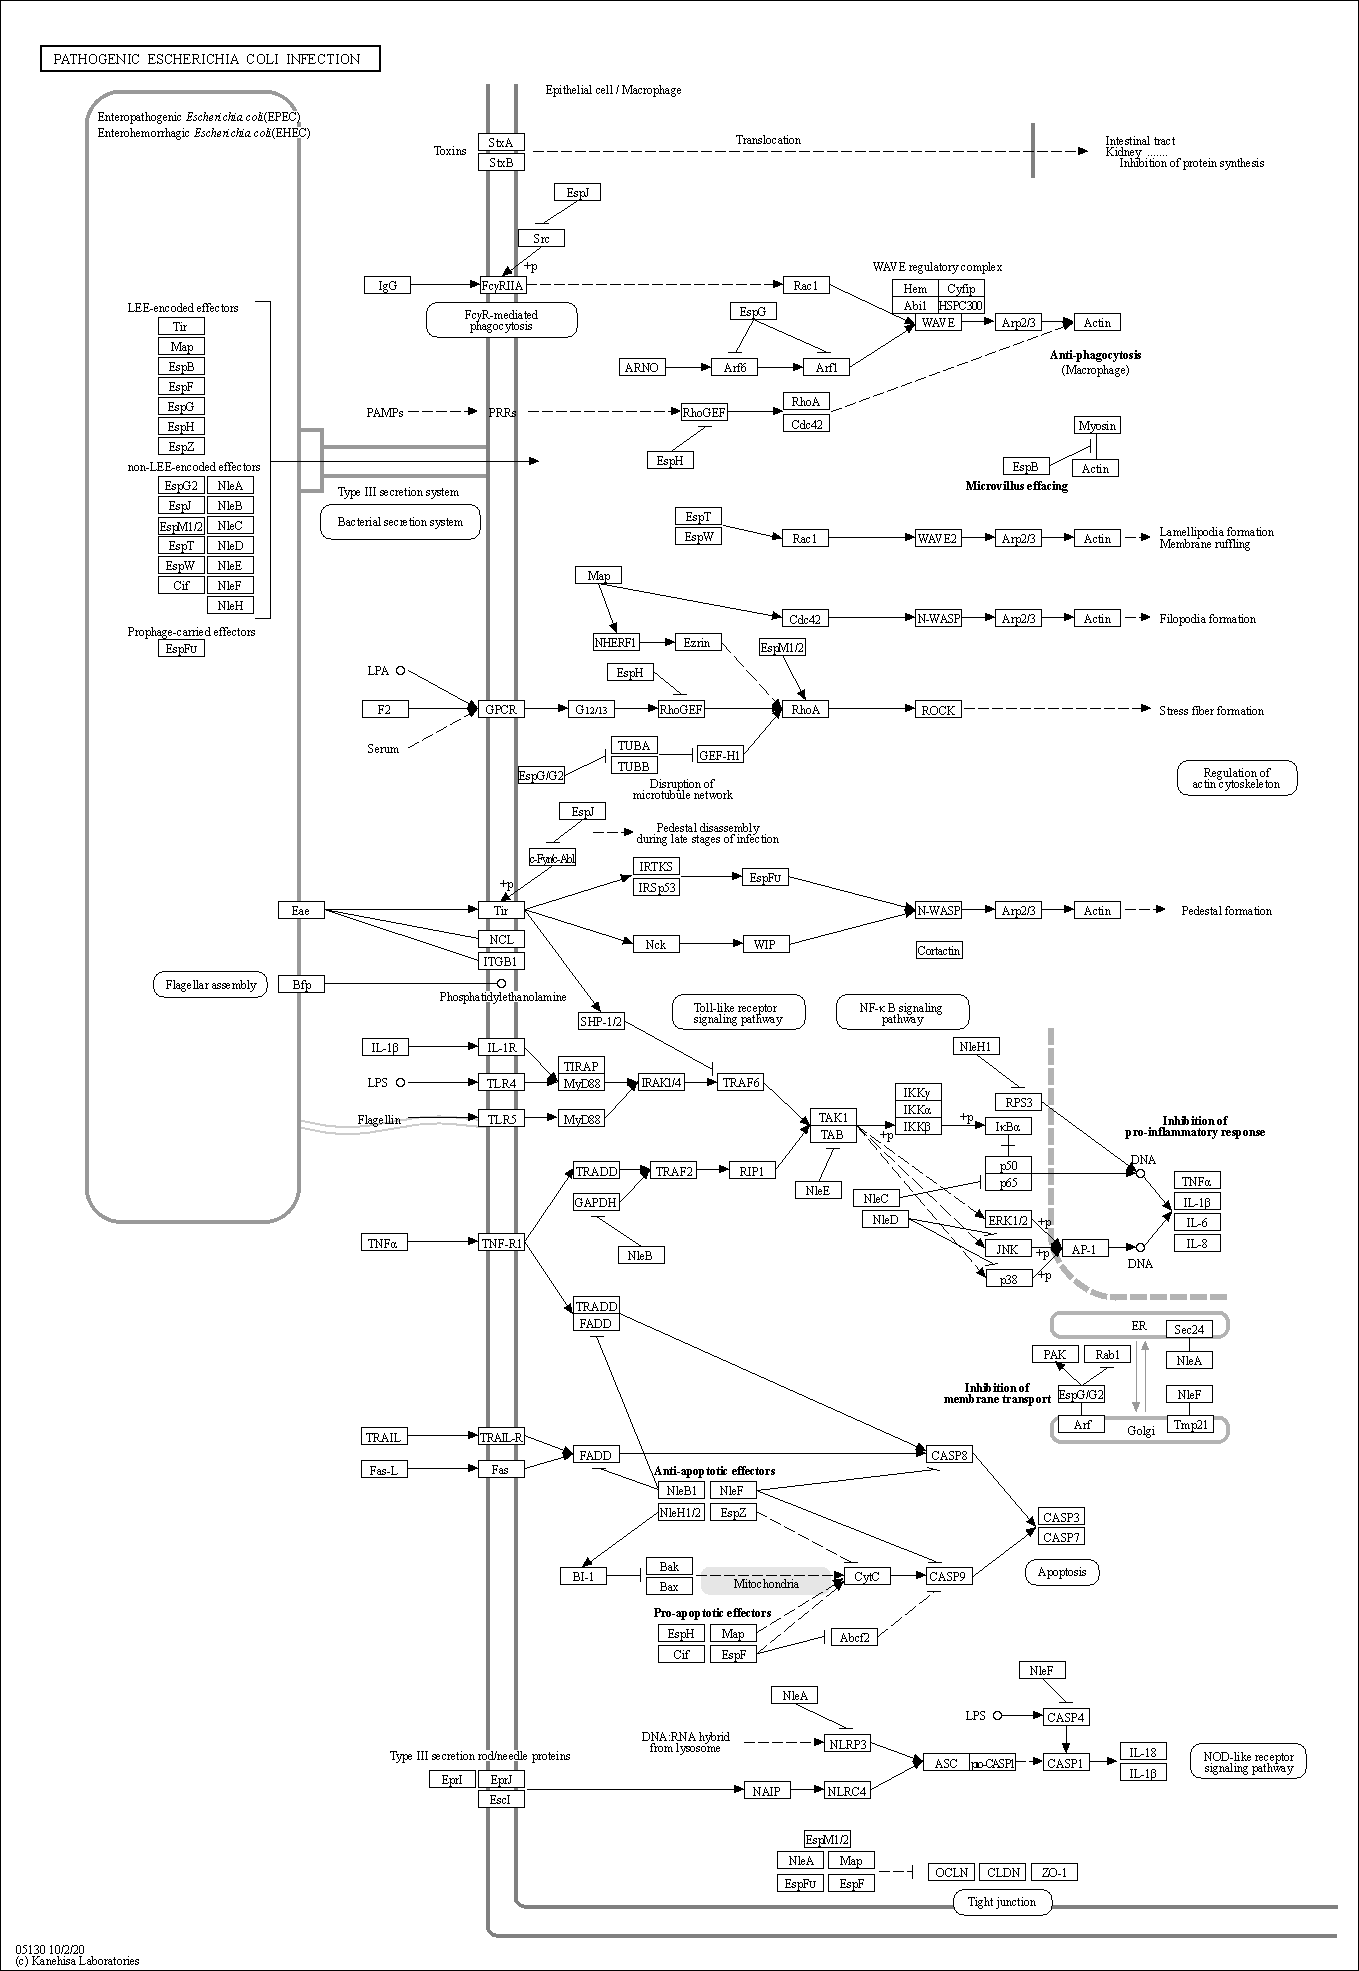 PATHOGENIC ESCHERICHIA COLI INFECTION
Epithelial cell / Macrophage
Enteropathogenic Escherichia coli(EPEC)
Enterohemorrhagic Escherichia coli(EHEC)
Toxins
StxA
StxB
Translocation
Intestinal tract
Kidney .......
Inhibition of protein synthesis
EspJ
Src
+p
IgG
FcγRIIA
FcγR-mediated
phagocytosis
Rac1
WAVE regulatory complex
Hem
Cyfip
Abi1
HSPC300
WAVE
Arp2/3
Actin
EspG
ARNO
Arf6
Arf1
Anti-phagocytosis
(Macrophage)
PAMPs
PRRs
RhoGEF
RhoA
Cdc42
EspH
Myosin
EspB
Actin
Microvillus effacing
LEE-encoded effectors
Tir
Map
EspB
EspF
EspG
EspH
EspZ
non-LEE-encoded effectors
EspG2
NleA
EspJ
NleB
EspM1/2
NleC
EspT
NleD
EspW
NleE
Cif
NleF
NleH
Prophage-carried effectors
EspFu
Type III secretion system
Bacterial secretion system
EspT
EspW
Rac1
WAVE2
Arp2/3
Actin
Lamellipodia formation
Membrane ruffling
Map
Cdc42
N-WASP
Arp2/3
Actin
Filopodia formation
NHERF1
Ezrin
EspM1/2
LPA
EspH
F2
GPCR
G12/13
RhoGEF
RhoA
ROCK
Stress fiber formation
Serum
TUBA
TUBB
GEF-H1
EspG/G2
Disruption of
microtubule network
Regulation of
actin cytoskeleton
EspJ
Pedestal disassembly
during late stages of infection
c-Fyn/c-Abl
+p
IRTKS
IRSp53
EspFu
Eae
Tir
N-WASP
Arp2/3
Actin
Pedestal formation
NCL
Nck
WIP
Cortactin
ITGB1
Flagellar assembly
Bfp
Phosphatidylethanolamine
Toll-like receptor
signaling pathway
NF-κ B signaling
pathway
SHP-1/2
IL-1β
IL-1R
NleH1
TIRAP
LPS
TLR4
MyD88
IRAK1/4
TRAF6
IKKγ
IKKα
IKKβ
RPS3
Flagellin
TLR5
MyD88
TAK1
TAB
+p
+p
IκBα
Inhibition of
pro-inflammatory response
TRADD
TRAF2
RIP1
p50
p65
DNA
TNFα
IL-1β
IL-6
IL-8
GAPDH
NleE
NleC
NleD
ERK1/2
+p
TNFα
TNF-R1
NleB
JNK
+p
AP-1
DNA
p38
+p
TRADD
FADD
ER
Sec24
PAK
Rab1
NleA
Inhibition of
membrane transport
EspG/G2
NleF
Arf
Golgi
Tmp21
TRAIL
TRAIL-R
FADD
CASP8
Fas-L
Fas
Anti-apoptotic effectors
NleB1
NleF
NleH1/2
EspZ
CASP3
CASP7
BI-1
Bak
Bax
Mitochondria
CytC
CASP9
Apoptosis
Pro-apoptotic effectors
EspH
Map
Cif
EspF
Abcf2
NleF
NleA
LPS
CASP4
DNA:RNA hybrid
from lysosome
NLRP3
Type III secretion rod/needle proteins
ASC
pro-CASP1
CASP1
IL-18
IL-1β
NOD-like receptor
signaling pathway
EprI
EprJ
EscI
NAIP
NLRC4
EspM1/2
NleA
Map
EspFu
EspF
OCLN
CLDN
ZO-1
Tight junction
05130 10/2/20
(c) Kanehisa Laboratories